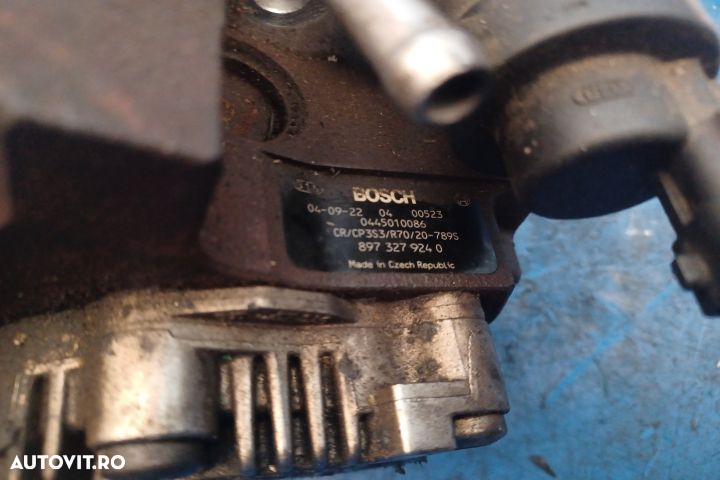 BOSCH
04-09-22 04 00523
0445010086
CR/CP3S3/R70/20-789S
897 327 924 0
Made in Czech Republic
AUTOVIT.RO